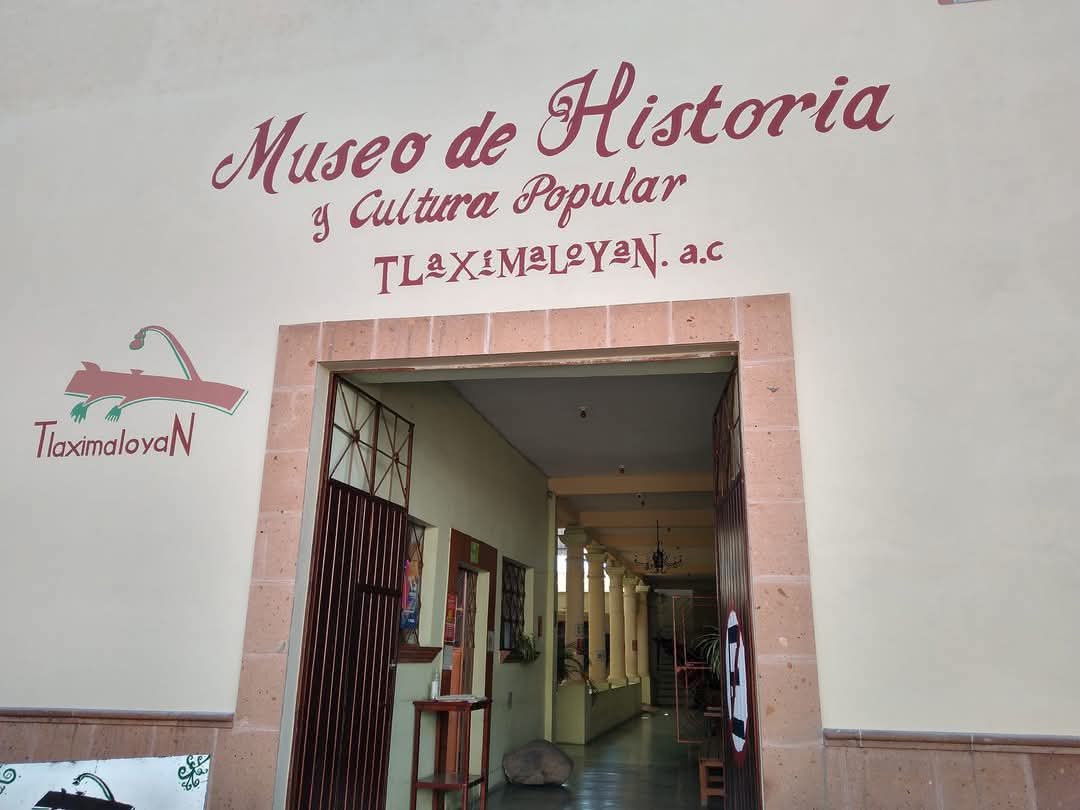 Museo de Historia
y Cultura Popular
TLaXiMaLoYaN. a.c
TlaximaloyaN